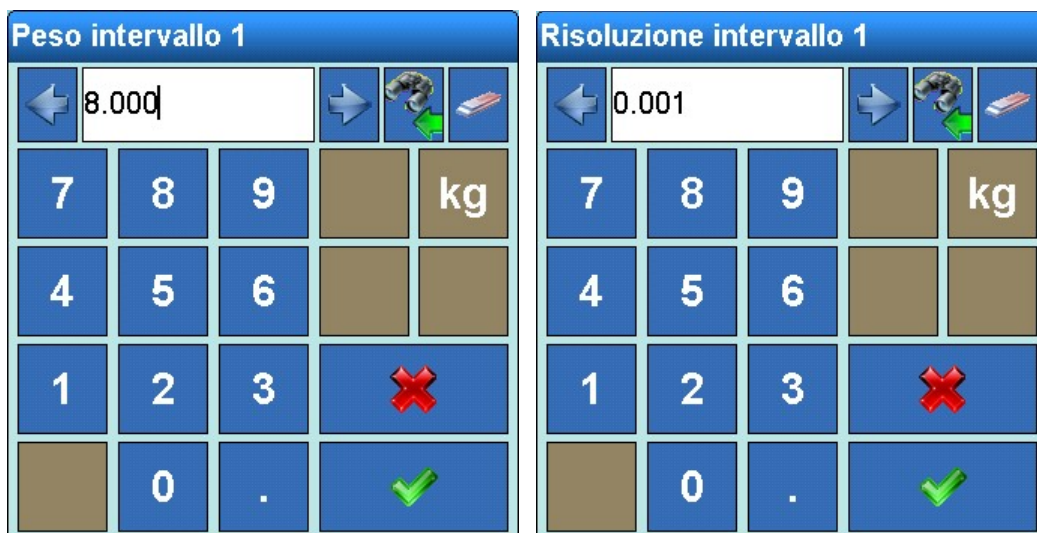 Peso intervallo 1
8.000
7 8 9 kg
4 5 6
1 2 3
0 .
Risoluzione intervallo 1
0.001
7 8 9 kg
4 5 6
1 2 3
0 .